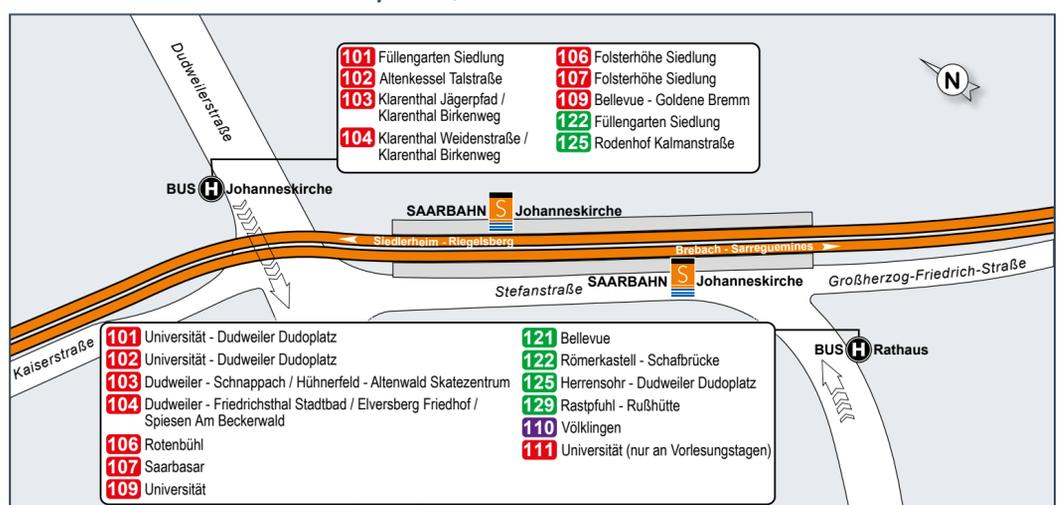 Dudweilerstraße
101 Füllengarten Siedlung
102 Altenkessel Talstraße
103 Klarenthal Jägerpfad /
Klarenthal Birkenweg
104 Klarenthal Weidenstraße /
Klarenthal Birkenweg
106 Folsterhöhe Siedlung
107 Folsterhöhe Siedlung
109 Bellevue - Goldene Bremm
122 Füllengarten Siedlung
125 Rodenhof Kalmanstraße
N
BUS H Johanneskirche
SAARBAHN S Johanneskirche
Siedlerheim - Riegelsberg
Brebach - Sarreguemines
Stefanstraße
SAARBAHN S Johanneskirche
Großherzog-Friedrich-Straße
Kaiserstraße
101 Universität - Dudweiler Dudoplatz
102 Universität - Dudweiler Dudoplatz
103 Dudweiler - Schnappach / Hühnerfeld - Altenwald Skatezentrum
104 Dudweiler - Friedrichsthal Stadtbad / Elversberg Friedhof /
Spiesen Am Beckerwald
106 Rotenbühl
107 Saarbasar
109 Universität
121 Bellevue
122 Römerkastell - Schafbrücke
125 Herrensohr - Dudweiler Dudoplatz
129 Rastpfuhl - Rußhütte
110 Völklingen
111 Universität (nur an Vorlesungstagen)
BUS H Rathaus